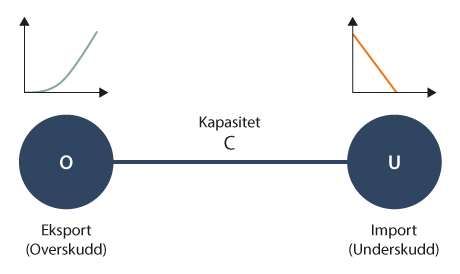 Kapasitet
C
O
U
Eksport
(Overskudd)
Import
(Underskudd)